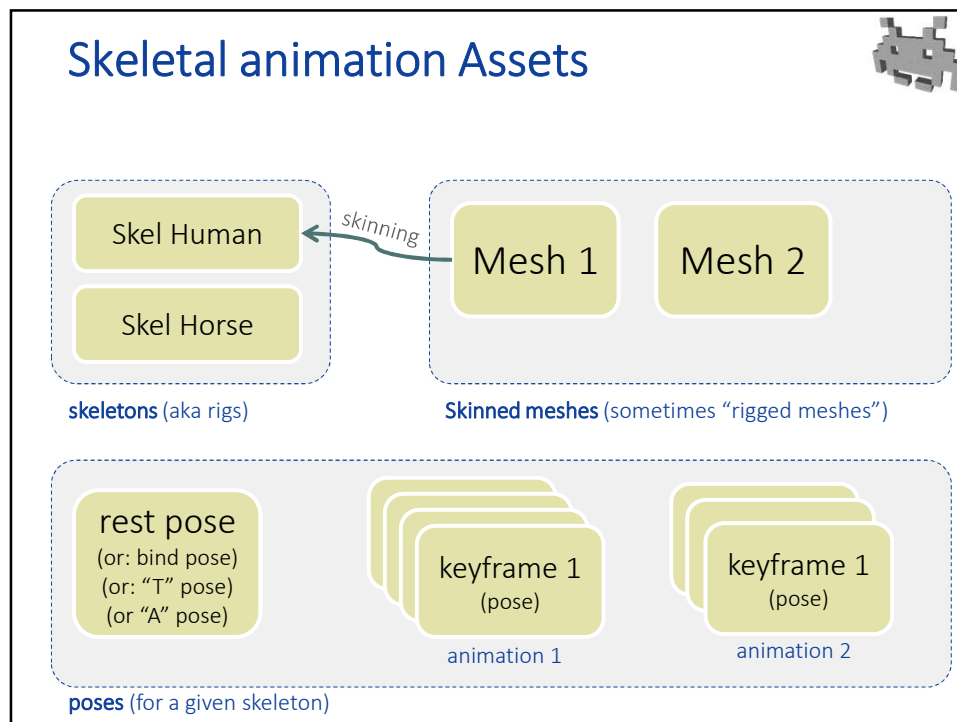 Skeletal animation Assets
Skel Human
Skel Horse
skinning
Mesh 1
Mesh 2
skeletons (aka rigs)
Skinned meshes (sometimes “rigged meshes”)
rest pose
(or: bind pose)
(or: “T” pose)
(or “A” pose)
keyframe 1
(pose)
animation 1
keyframe 1
(pose)
animation 2
poses (for a given skeleton)